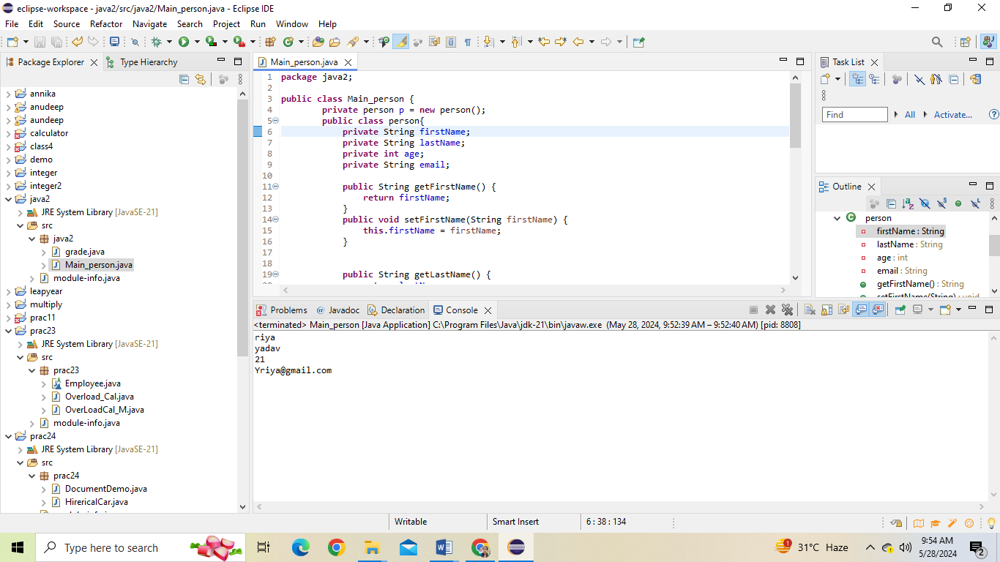 eclipse-workspace - java2/src/java2/Main_person.java - Eclipse IDE
File Edit Source Refactor Navigate Search Project Run Window Help
Package Explorer
Type Hierarchy
annika
anudeep
aundeep
calculator
class4
demo
integer
integer2
java2
JRE System Library [JavaSE-21]
src
java2
grade.java
Main_person.java
module-info.java
leapyear
multiply
prac11
prac23
JRE System Library [JavaSE-21]
src
prac23
Employee.java
Overload_Cal.java
OverLoadCal_M.java
module-info.java
prac24
JRE System Library [JavaSE-21]
src
prac24
DocumentDemo.java
HirericalCar.java
Main_person.java
1 package java2;
2
3 public class Main_person {
4 private person p = new person();
5 public class person{
6 private String firstName;
7 private String lastName;
8 private int age;
9 private String email;
10
11 public String getFirstName() {
12 return firstName;
13 }
14 public void setFirstName(String firstName) {
15 this.firstName = firstName;
16 }
17
18
19 public String getLastName() {
Task List
Find All Activate...
Outline
person
firstName : String
lastName : String
age : int
email : String
getFirstName() : String
setFirstName(String) : void
Problems @ Javadoc Declaration Console
<terminated> Main_person [Java Application] C:\Program Files\Java\jdk-21\bin\javaw.exe (May 28, 2024, 9:52:39 AM – 9:52:40 AM) [pid: 8808]
riya
yadav
21
Yriya@gmail.com
Writable Smart Insert 6 : 38 : 134
Type here to search
31°C Haze
9:54 AM
5/28/2024
2